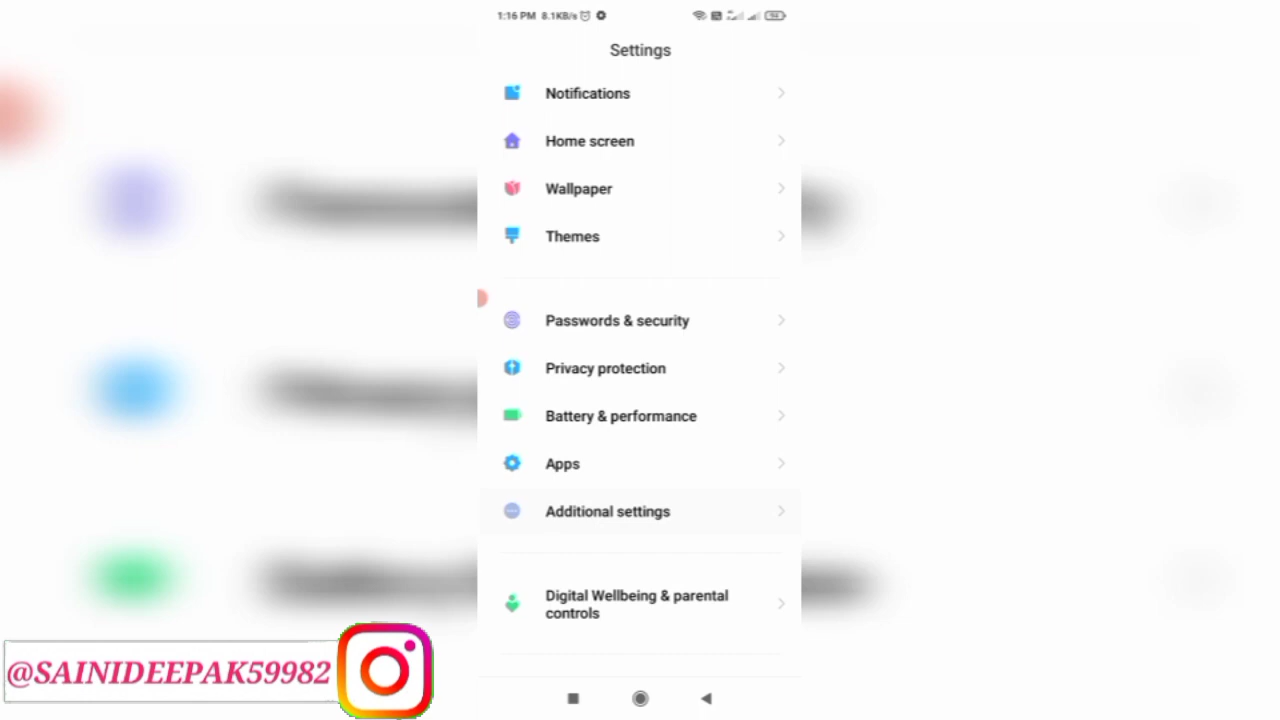 1:16 PM 8.1KB/s
Settings
Notifications
Home screen
Wallpaper
Themes
Passwords & security
Privacy protection
Battery & performance
Apps
Additional settings
Digital Wellbeing & parental
controls
@SAINIDEEPAK59982